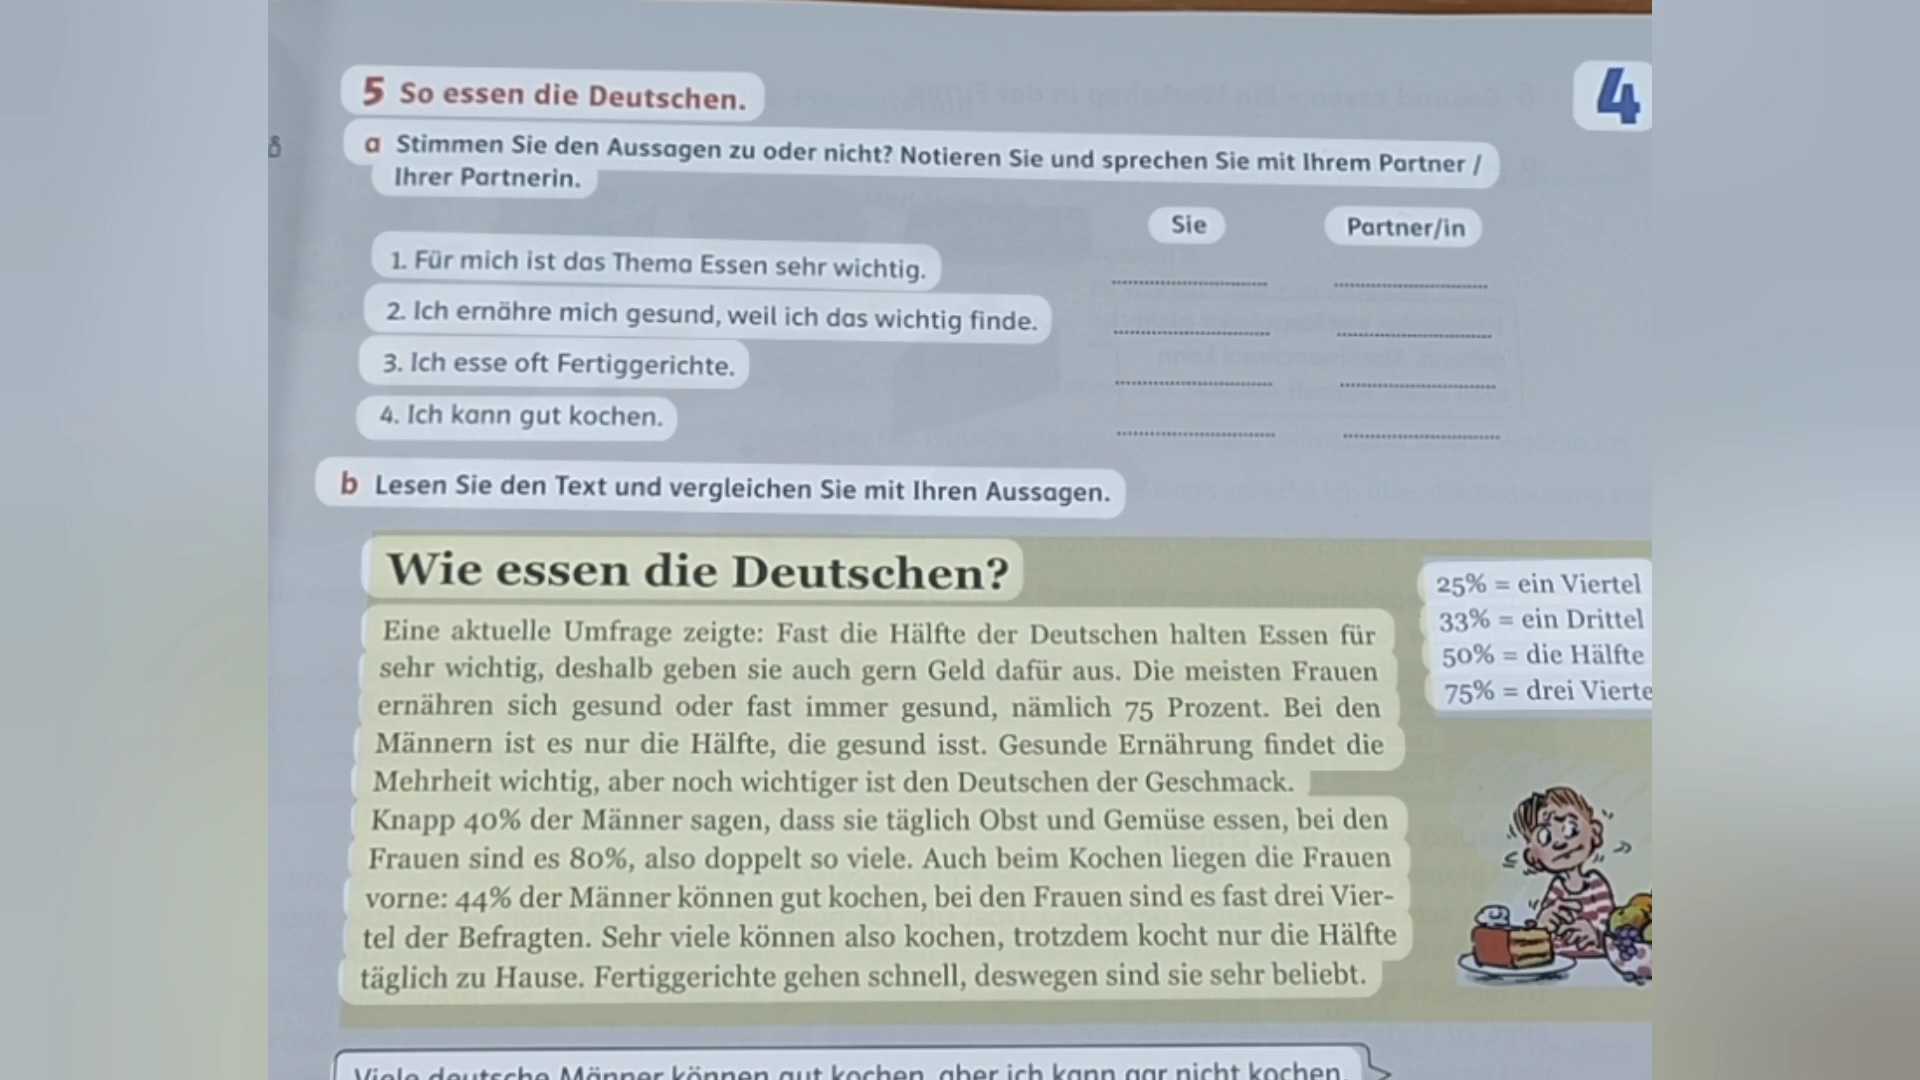 5 So essen die Deutschen.
4
a Stimmen Sie den Aussagen zu oder nicht? Notieren Sie und sprechen Sie mit Ihrem Partner /
Ihrer Partnerin.
Sie Partner/in
1. Für mich ist das Thema Essen sehr wichtig.
2. Ich ernähre mich gesund, weil ich das wichtig finde.
3. Ich esse oft Fertiggerichte.
4. Ich kann gut kochen.
b Lesen Sie den Text und vergleichen Sie mit Ihren Aussagen.
Wie essen die Deutschen?
Eine aktuelle Umfrage zeigte: Fast die Hälfte der Deutschen halten Essen für
sehr wichtig, deshalb geben sie auch gern Geld dafür aus. Die meisten Frauen
ernähren sich gesund oder fast immer gesund, nämlich 75 Prozent. Bei den
Männern ist es nur die Hälfte, die gesund isst. Gesunde Ernährung findet die
Mehrheit wichtig, aber noch wichtiger ist den Deutschen der Geschmack.
Knapp 40% der Männer sagen, dass sie täglich Obst und Gemüse essen, bei den
Frauen sind es 80%, also doppelt so viele. Auch beim Kochen liegen die Frauen
vorne: 44% der Männer können gut kochen, bei den Frauen sind es fast drei Vier-
tel der Befragten. Sehr viele können also kochen, trotzdem kocht nur die Hälfte
täglich zu Hause. Fertiggerichte gehen schnell, deswegen sind sie sehr beliebt.
25% = ein Viertel
33% = ein Drittel
50% = die Hälfte
75% = drei Vierte
Viele deutsche Männer können gut kochen, aber ich kann gar nicht kochen.